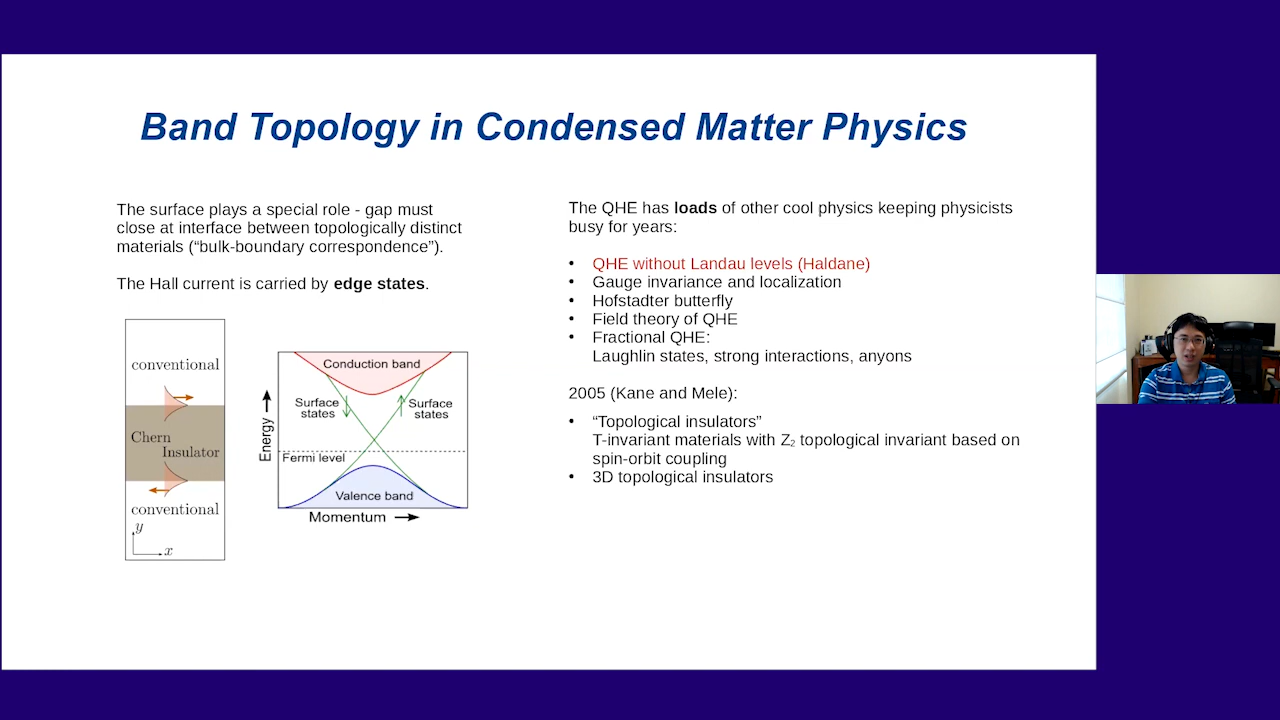 Band Topology in Condensed Matter Physics
The surface plays a special role - gap must
close at interface between topologically distinct
materials (“bulk-boundary correspondence”).
The Hall current is carried by edge states.
conventional
Chern
Insulator
conventional
y
x
Conduction band
Surface
states
Surface
states
Energy
Fermi level
Valence band
Momentum
The QHE has loads of other cool physics keeping physicists
busy for years:
• QHE without Landau levels (Haldane)
• Gauge invariance and localization
• Hofstadter butterfly
• Field theory of QHE
• Fractional QHE:
Laughlin states, strong interactions, anyons
2005 (Kane and Mele):
• “Topological insulators”
T-invariant materials with Z₂ topological invariant based on
spin-orbit coupling
• 3D topological insulators